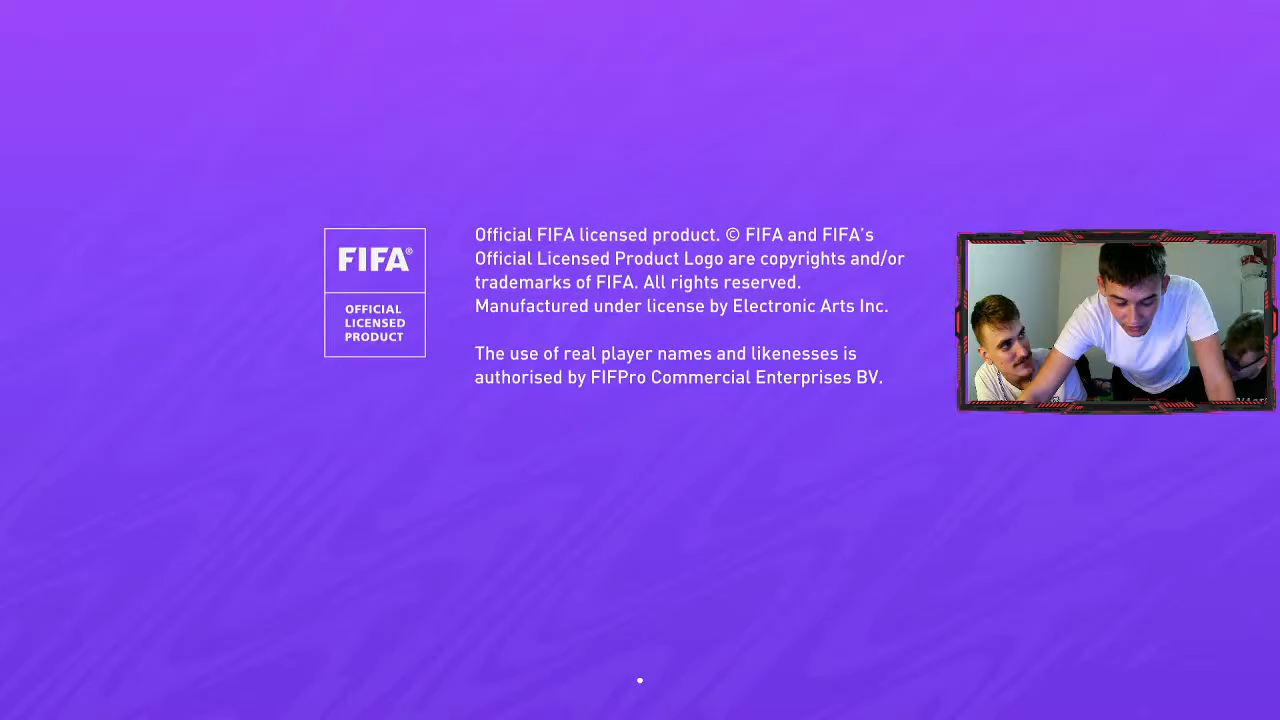 FIFA®
OFFICIAL
LICENSED
PRODUCT
Official FIFA licensed product. © FIFA and FIFA's
Official Licensed Product Logo are copyrights and/or
trademarks of FIFA. All rights reserved.
Manufactured under license by Electronic Arts Inc.
The use of real player names and likenesses is
authorised by FIFPro Commercial Enterprises BV.